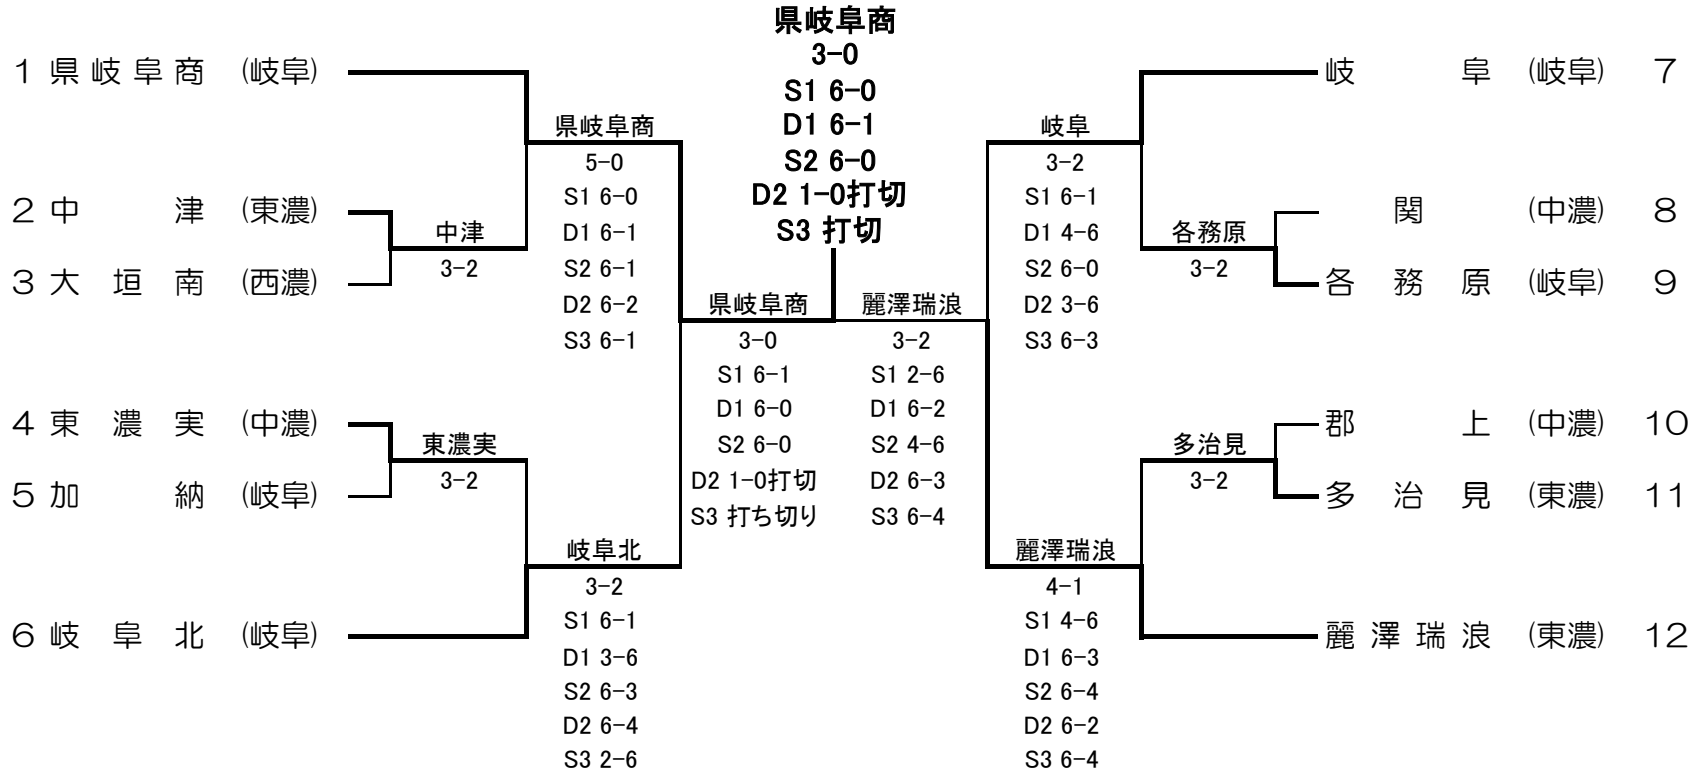 県岐阜商
3-0
S1 6-0
D1 6-1
S2 6-0
D2 1-0打切
S3 打切
1 県岐阜商 (岐阜)
2 中津 (東濃)
3 大垣南 (西濃)
4 東濃実 (中濃)
5 加納 (岐阜)
6 岐阜北 (岐阜)
中津
3-2
東濃実
3-2
県岐阜商
5-0
S1 6-0
D1 6-1
S2 6-1
D2 6-2
S3 6-1
岐阜北
3-2
S1 6-1
D1 3-6
S2 6-3
D2 6-4
S3 2-6
県岐阜商
3-0
S1 6-1
D1 6-0
S2 6-0
D2 1-0打切
S3 打ち切り
麗澤瑞浪
3-2
S1 2-6
D1 6-2
S2 4-6
D2 6-3
S3 6-4
岐阜
3-2
S1 6-1
D1 4-6
S2 6-0
D2 3-6
S3 6-3
麗澤瑞浪
4-1
S1 4-6
D1 6-3
S2 6-4
D2 6-2
S3 6-4
各務原
3-2
多治見
3-2
岐阜 (岐阜) 7
関 (中濃) 8
各務原 (岐阜) 9
郡上 (中濃) 10
多治見 (東濃) 11
麗澤瑞浪 (東濃) 12